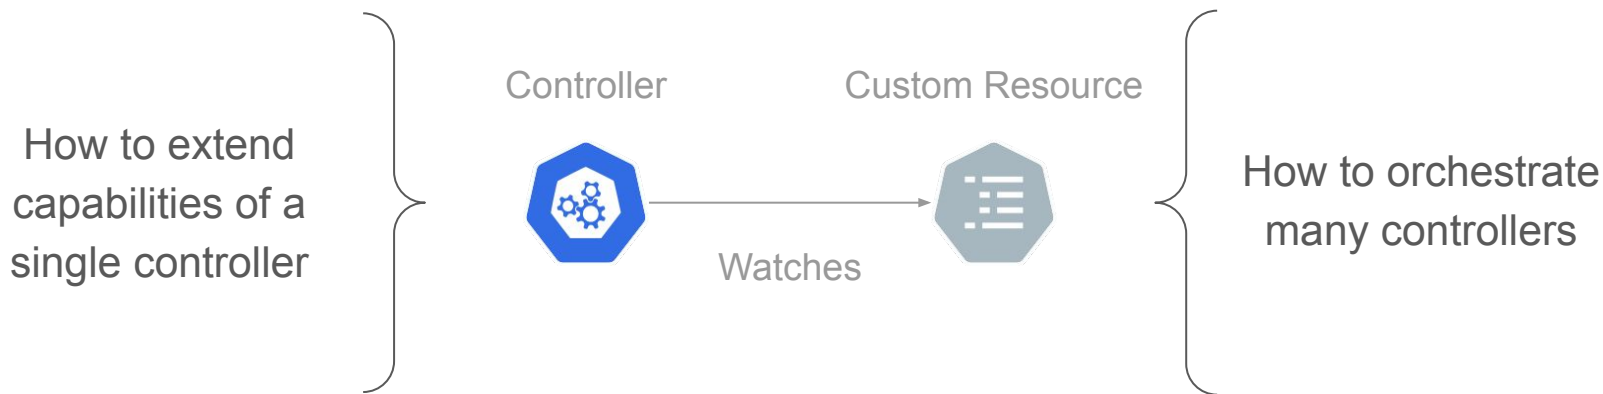 How to extend
capabilities of a
single controller
Controller
Custom Resource
Watches
How to orchestrate
many controllers